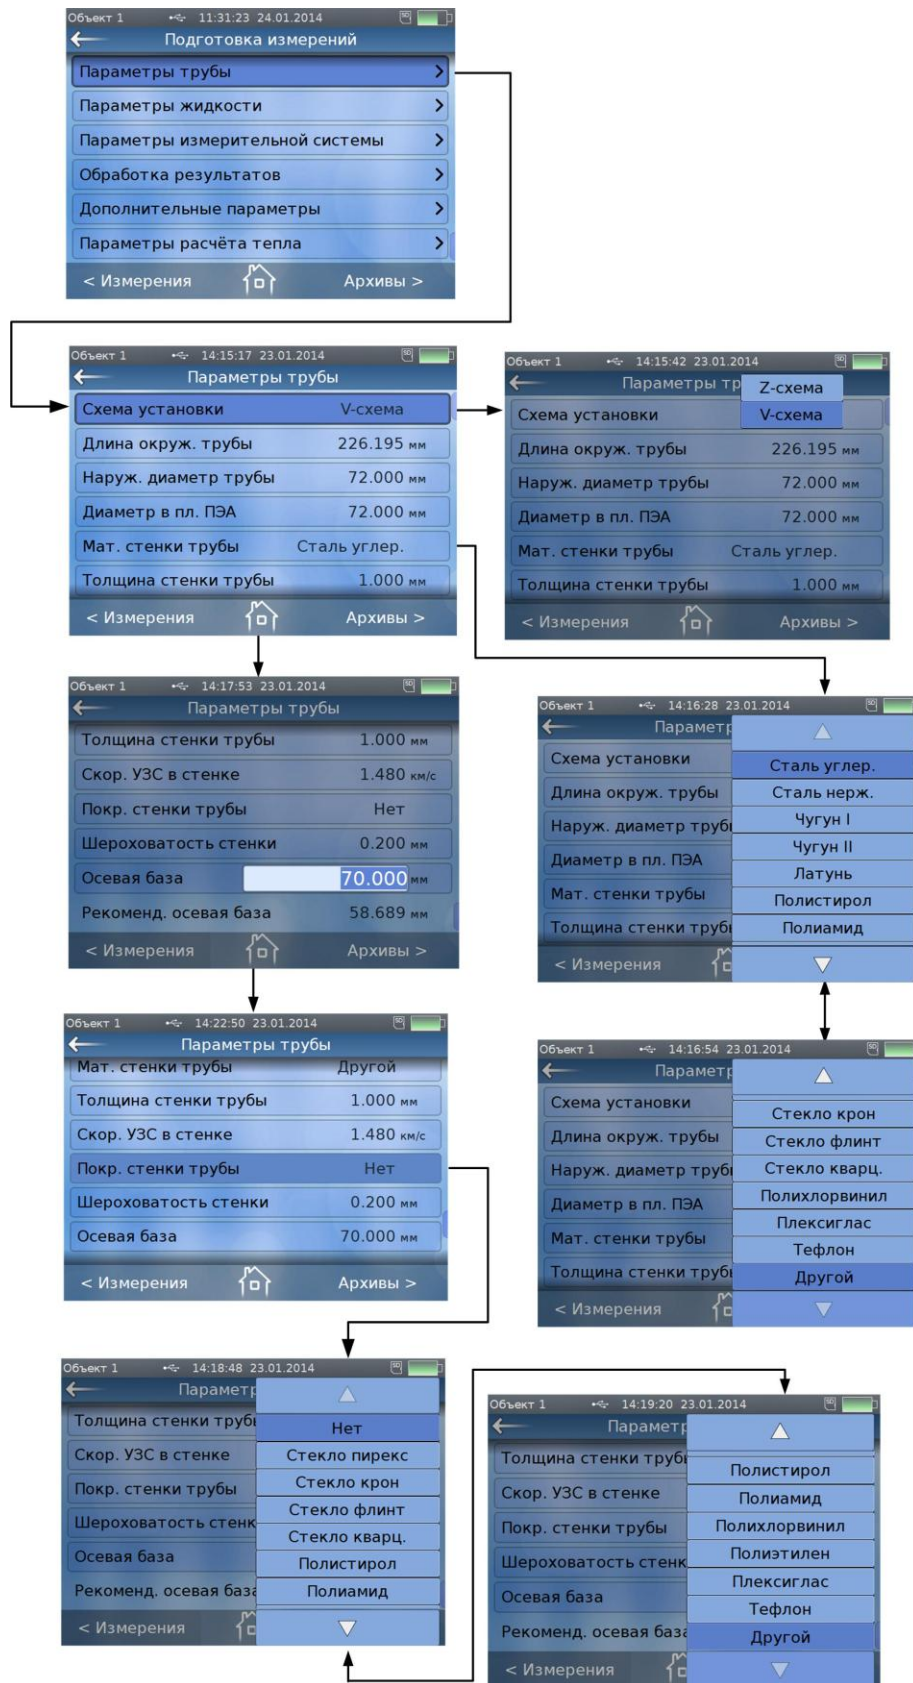 Объект 1 11:31:23 24.01.2014
Подготовка измерений
Параметры трубы
Параметры жидкости
Параметры измерительной системы
Обработка результатов
Дополнительные параметры
Параметры расчёта тепла
< Измерения Архивы >
Объект 1 14:15:17 23.01.2014
Параметры трубы
Схема установки V-схема
Длина окруж. трубы 226.195 мм
Наруж. диаметр трубы 72.000 мм
Диаметр в пл. ПЭА 72.000 мм
Мат. стенки трубы Сталь углер.
Толщина стенки трубы 1.000 мм
< Измерения Архивы >
Объект 1 14:15:42 23.01.2014
Параметры тр
Z-схема
V-схема
Схема установки
Длина окруж. трубы 226.195 мм
Наруж. диаметр трубы 72.000 мм
Диаметр в пл. ПЭА 72.000 мм
Мат. стенки трубы Сталь углер.
Толщина стенки трубы 1.000 мм
< Измерения Архивы >
Объект 1 14:17:53 23.01.2014
Параметры трубы
Толщина стенки трубы 1.000 мм
Скор. УЗС в стенке 1.480 км/с
Покр. стенки трубы Нет
Шероховатость стенки 0.200 мм
Осевая база 70.000 мм
Рекоменд. осевая база 58.689 мм
< Измерения Архивы >
Объект 1 14:16:28 23.01.2014
Параметр
Схема установки
Длина окруж. трубы
Наруж. диаметр трубы
Диаметр в пл. ПЭА
Мат. стенки трубы
Толщина стенки труб
< Измерения
Сталь углер.
Сталь нерж.
Чугун I
Чугун II
Латунь
Полистирол
Полиамид
Объект 1 14:22:50 23.01.2014
Параметры трубы
Мат. стенки трубы Другой
Толщина стенки трубы 1.000 мм
Скор. УЗС в стенке 1.480 км/с
Покр. стенки трубы Нет
Шероховатость стенки 0.200 мм
Осевая база 70.000 мм
< Измерения Архивы >
Объект 1 14:16:54 23.01.2014
Параметр
Схема установки
Длина окруж. трубы
Наруж. диаметр трубы
Диаметр в пл. ПЭА
Мат. стенки трубы
Толщина стенки труб
< Измерения
Стекло крон
Стекло флинт
Стекло кварц.
Полихлорвинил
Плексиглас
Тефлон
Другой
Объект 1 14:18:48 23.01.2014
Параметр
Толщина стенки труб
Скор. УЗС в стенке
Покр. стенки трубы
Шероховатость стенк
Осевая база
Рекоменд. осевая база
< Измерения
Нет
Стекло пирекс
Стекло крон
Стекло флинт
Стекло кварц.
Полистирол
Полиамид
Объект 1 14:19:20 23.01.2014
Параметр
Толщина стенки труб
Скор. УЗС в стенке
Покр. стенки трубы
Шероховатость стенк
Осевая база
Рекоменд. осевая база
< Измерения
Полистирол
Полиамид
Полихлорвинил
Полиэтилен
Плексиглас
Тефлон
Другой